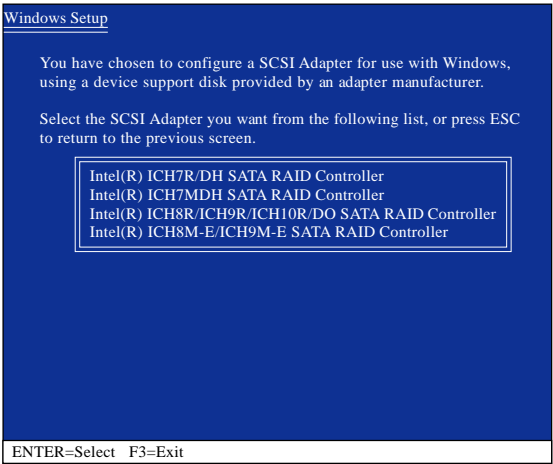 Windows Setup
You have chosen to configure a SCSI Adapter for use with Windows,
using a device support disk provided by an adapter manufacturer.
Select the SCSI Adapter you want from the following list, or press ESC
to return to the previous screen.
Intel(R) ICH7R/DH SATA RAID Controller
Intel(R) ICH7MDH SATA RAID Controller
Intel(R) ICH8R/ICH9R/ICH10R/DO SATA RAID Controller
Intel(R) ICH8M-E/ICH9M-E SATA RAID Controller
ENTER=Select F3=Exit